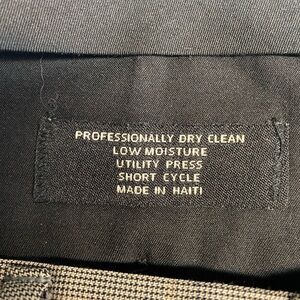 PROFESSIONALLY DRY CLEAN
LOW MOISTURE
UTILITY PRESS
SHORT CYCLE
MADE IN HAITI